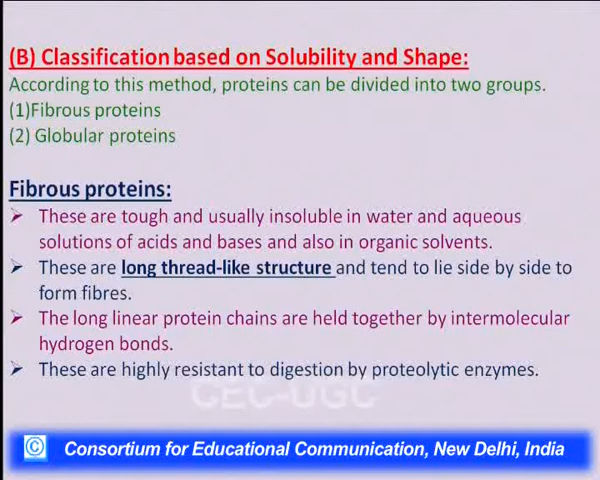 (B) Classification based on Solubility and Shape:
According to this method, proteins can be divided into two groups.
(1)Fibrous proteins
(2) Globular proteins
Fibrous proteins:
➤ These are tough and usually insoluble in water and aqueous
solutions of acids and bases and also in organic solvents.
➤ These are long thread-like structure and tend to lie side by side to
form fibres.
➤ The long linear protein chains are held together by intermolecular
hydrogen bonds.
➤ These are highly resistant to digestion by proteolytic enzymes.
CEC-UGC
© Consortium for Educational Communication, New Delhi, India